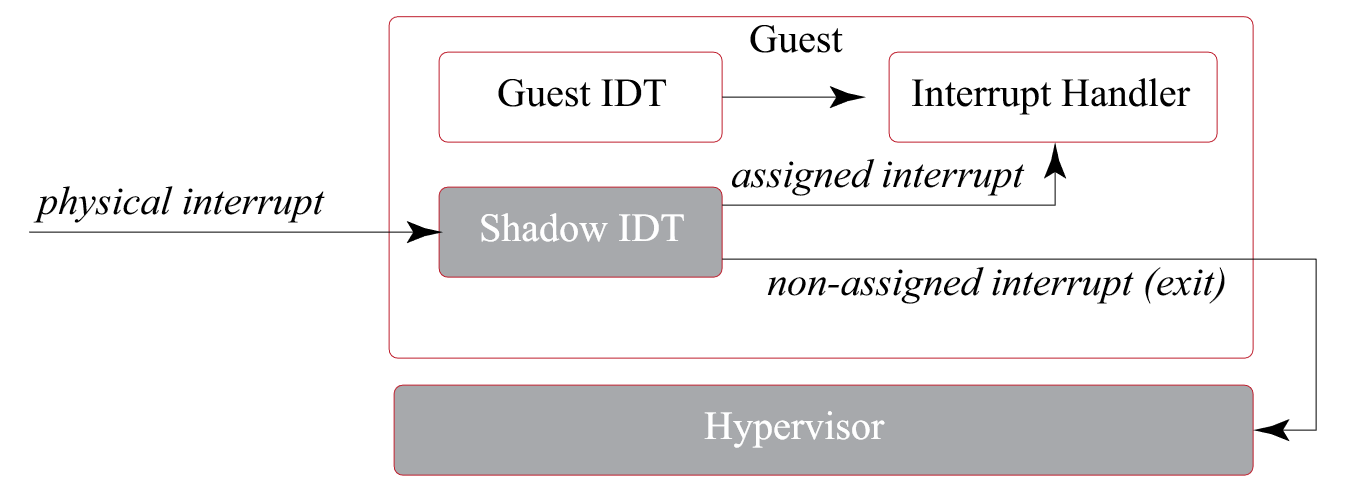 Guest
Guest IDT
Interrupt Handler
assigned interrupt
physical interrupt
Shadow IDT
non-assigned interrupt (exit)
Hypervisor